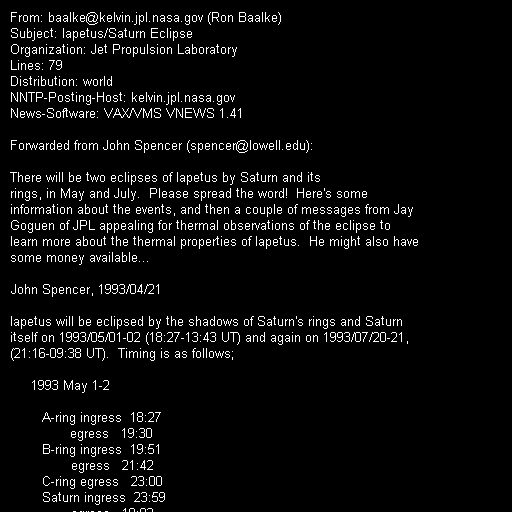 From: baalke@kelvin.jpl.nasa.gov (Ron Baalke)
Subject: Iapetus/Saturn Eclipse
Organization: Jet Propulsion Laboratory
Lines: 79
Distribution: world
NNTP-Posting-Host: kelvin.jpl.nasa.gov
News-Software: VAX/VMS VNEWS 1.41

Forwarded from John Spencer (spencer@lowell.edu):

There will be two eclipses of Iapetus by Saturn and its
rings, in May and July.  Please spread the word!  Here's some
information about the events, and then a couple of messages from Jay
Goguen of JPL appealing for thermal observations of the eclipse to
learn more about the thermal properties of Iapetus.  He might also have
some money available...

John Spencer, 1993/04/21

Iapetus will be eclipsed by the shadows of Saturn's rings and Saturn
itself on 1993/05/01-02 (18:27-13:43 UT) and again on 1993/07/20-21,
(21:16-09:38 UT).  Timing is as follows;

1993 May 1-2

A-ring ingress  18:27
egress   19:30
B-ring ingress  19:51
egress   21:42
C-ring egress   23:00
Saturn ingress  23:59